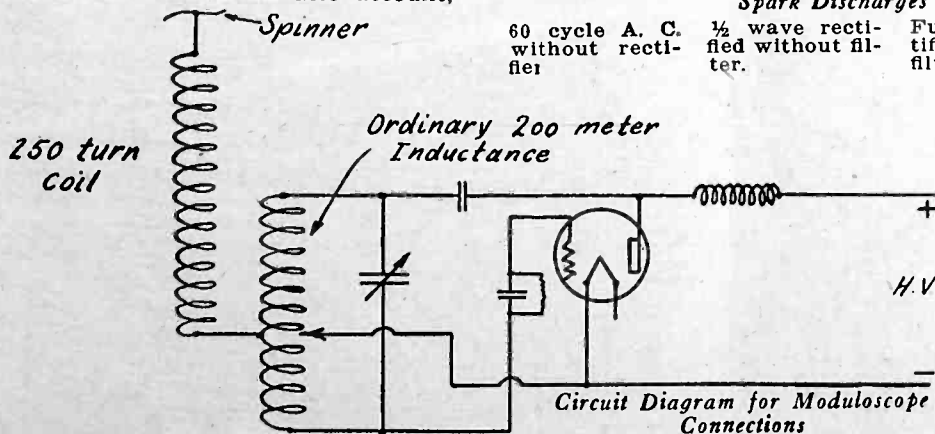 Spark Discharges
Spinner
60 cycle A. C.
without recti-
fier
½ wave recti-
fied without fil-
ter.
Fu
tif
fil
250 turn
coil
Ordinary 200 meter
Inductance
+
H.V
−
Circuit Diagram for Moduloscope
Connections